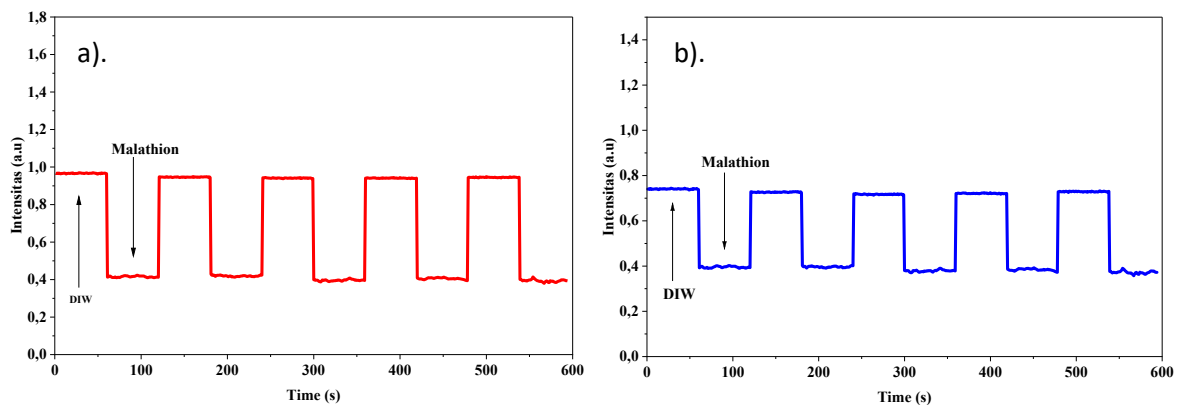 a).
1,8
1,6
1,4
1,2
1,0
0,8
0,6
0,4
0,2
0,0
Intensitas (a.u)
Malathion
DIW
0 100 200 300 400 500 600
Time (s)
b).
1,4
1,2
1,0
0,8
0,6
0,4
0,2
0,0
Intensitas (a.u)
Malathion
DIW
0 100 200 300 400 500 600
Time (s)